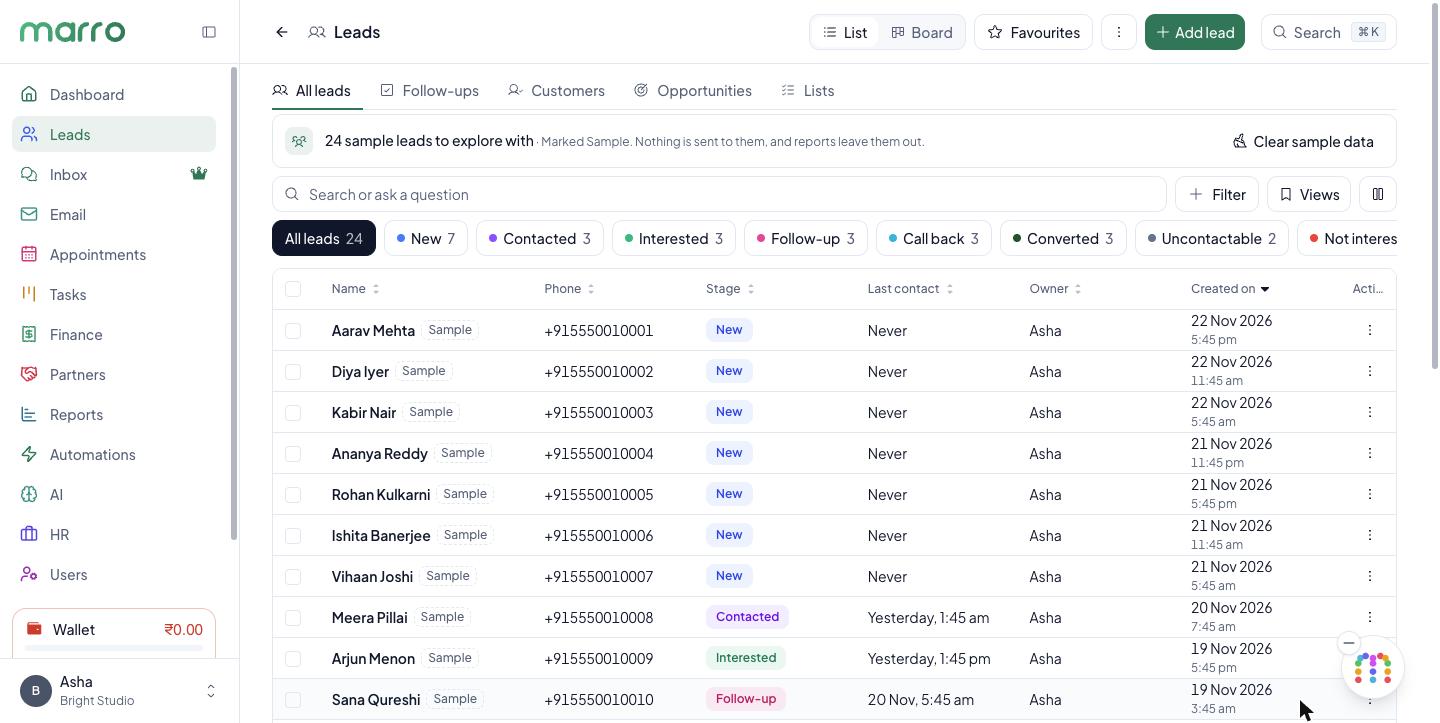 marro
Leads
List
Board
Favourites
Add lead
Search ⌘ K
Dashboard
Leads
Inbox
Email
Appointments
Tasks
Finance
Partners
Reports
Automations
AI
HR
Users
Wallet ₹0.00
B
Asha
Bright Studio
All leads
Follow-ups
Customers
Opportunities
Lists
24 sample leads to explore with · Marked Sample. Nothing is sent to them, and reports leave them out.
Clear sample data
Search or ask a question
Filter
Views
All leads 24
New 7
Contacted 3
Interested 3
Follow-up 3
Call back 3
Converted 3
Uncontactable 2
Not interes
Name Phone Stage Last contact Owner Created on Acti...
Aarav Mehta Sample +915550010001 New Never Asha 22 Nov 2026
5:45 pm
Diya Iyer Sample +915550010002 New Never Asha 22 Nov 2026
11:45 am
Kabir Nair Sample +915550010003 New Never Asha 22 Nov 2026
5:45 am
Ananya Reddy Sample +915550010004 New Never Asha 21 Nov 2026
11:45 pm
Rohan Kulkarni Sample +915550010005 New Never Asha 21 Nov 2026
5:45 pm
Ishita Banerjee Sample +915550010006 New Never Asha 21 Nov 2026
11:45 am
Vihaan Joshi Sample +915550010007 New Never Asha 21 Nov 2026
5:45 am
Meera Pillai Sample +915550010008 Contacted Yesterday, 1:45 am Asha 20 Nov 2026
7:45 am
Arjun Menon Sample +915550010009 Interested Yesterday, 1:45 pm Asha 19 Nov 2026
5:45 pm
Sana Qureshi Sample +915550010010 Follow-up 20 Nov, 5:45 am Asha 19 Nov 2026
3:45 am